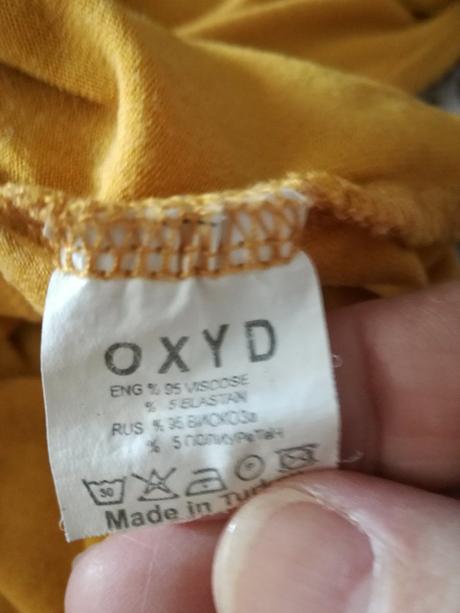 OXYD
ENG % 95 VISCOSE
% 5 ELASTAN
RUS % 95 ВИСКОЗа
% 5 ПОЛИУРеТаН
30
Made in